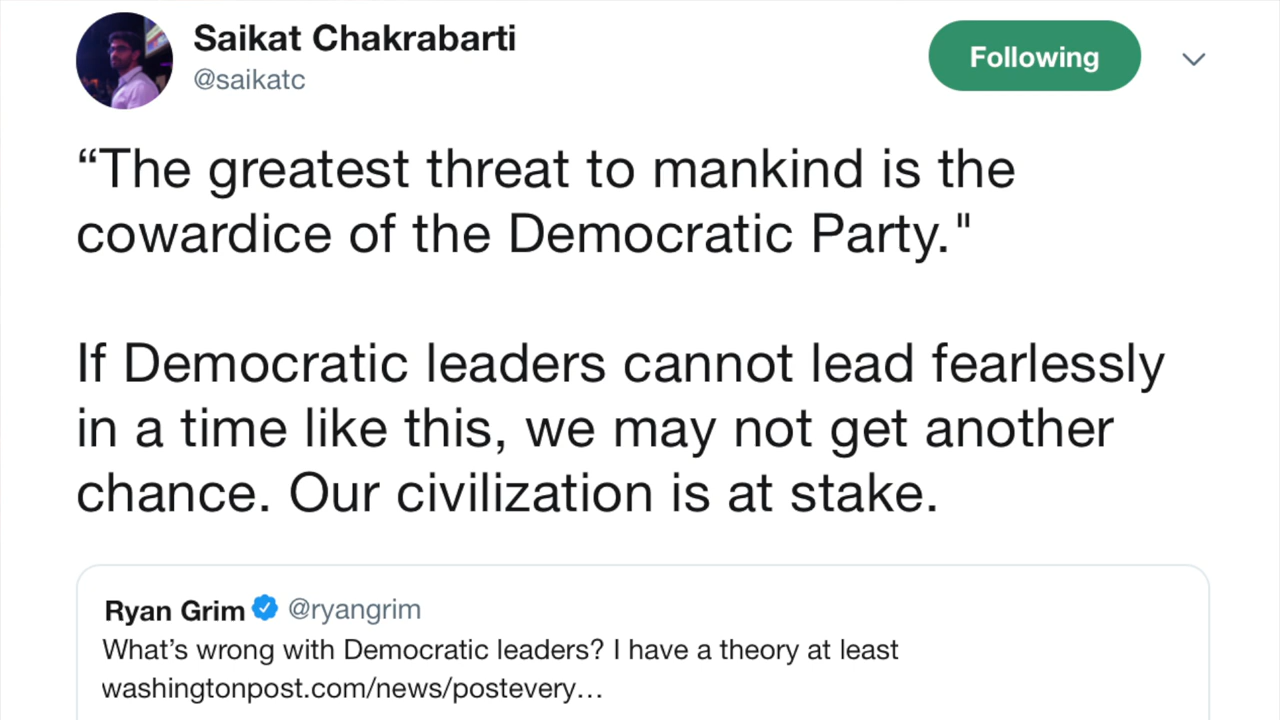 Saikat Chakrabarti
@saikatc
Following
“The greatest threat to mankind is the
cowardice of the Democratic Party."
If Democratic leaders cannot lead fearlessly
in a time like this, we may not get another
chance. Our civilization is at stake.
Ryan Grim @ryangrim
What’s wrong with Democratic leaders? I have a theory at least
washingtonpost.com/news/postevery…